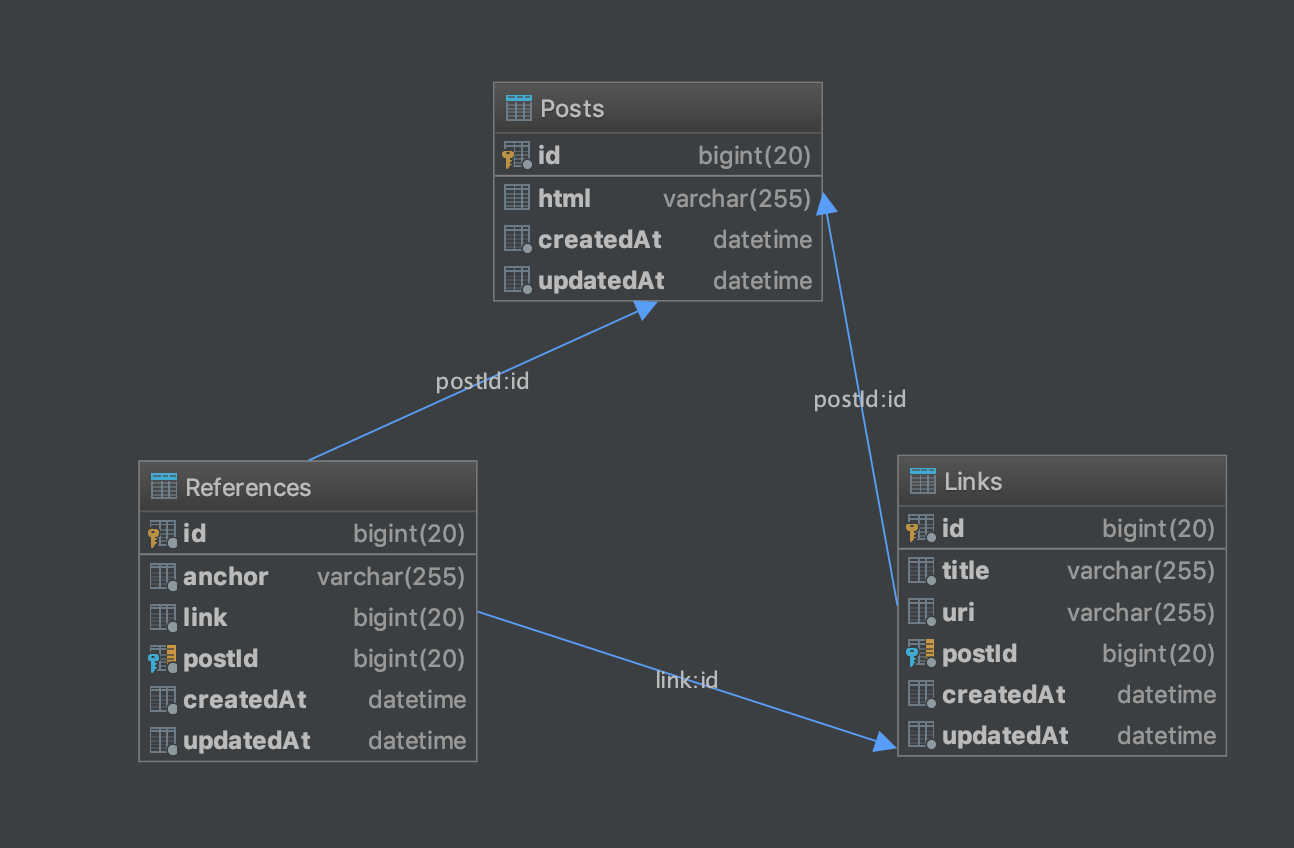 Posts
id bigint(20)
html varchar(255)
createdAt datetime
updatedAt datetime
postId:id
postId:id
References
id bigint(20)
anchor varchar(255)
link bigint(20)
postId bigint(20)
createdAt datetime
updatedAt datetime
link:id
Links
id bigint(20)
title varchar(255)
uri varchar(255)
postId bigint(20)
createdAt datetime
updatedAt datetime